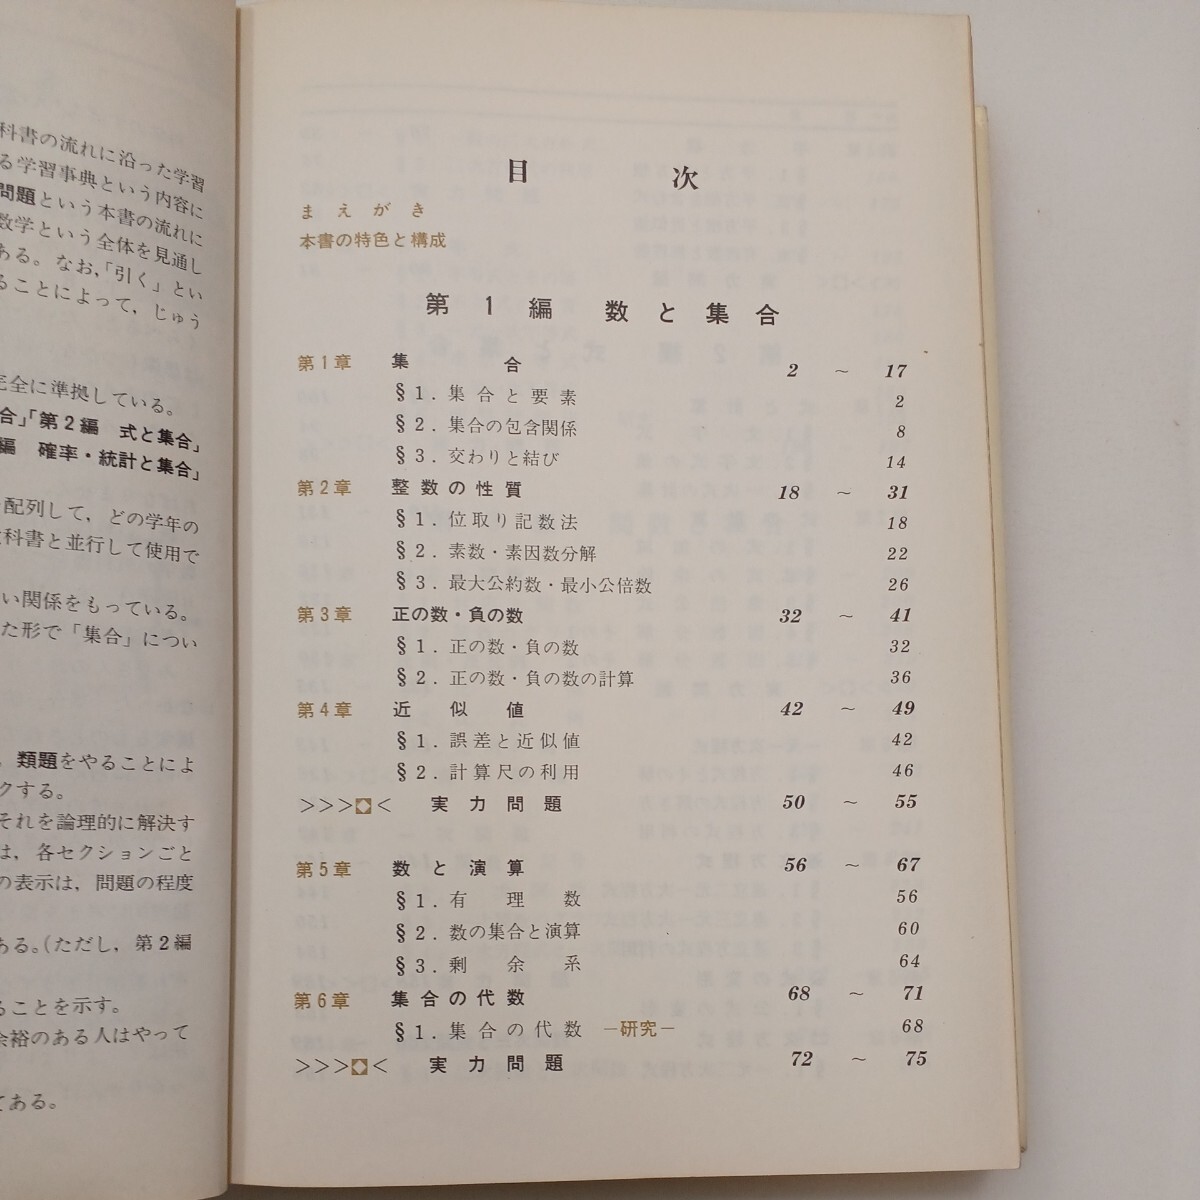 科書の流れに沿った学習
る学習事典という内容に
問題という本書の流れに
数学という全体を見通し
ある。なお,「引く」とい
ることによって,じゅう
完全に準拠している。
合」「第2編　式と集合」
編　確率・統計と集合」
配列して,どの学年の
科書と並行して使用で
い関係をもっている。
た形で「集合」につい
類題をやることによ
クする。
それを論理的に解決す
は,各セクションごと
の表示は,問題の程度
ある。(ただし,第2編
ることを示す。
余裕のある人はやって
てある。
目　次
まえがき
本書の特色と構成
第1編　数と集合
第1章　集　合　2 ～ 17
§1.集合と要素　2
§2.集合の包含関係　8
§3.交わりと結び　14
第2章　整数の性質　18 ～ 31
§1.位取り記数法　18
§2.素数・素因数分解　22
§3.最大公約数・最小公倍数　26
第3章　正の数・負の数　32 ～ 41
§1.正の数・負の数　32
§2.正の数・負の数の計算　36
第4章　近似値　42 ～ 49
§1.誤差と近似値　42
§2.計算尺の利用　46
>>>◇<　実力問題　50 ～ 55
第5章　数と演算　56 ～ 67
§1.有理数　56
§2.数の集合と演算　60
§3.剰余系　64
第6章　集合の代数　68 ～ 71
§1.集合の代数　―研究―　68
>>>◇<　実力問題　72 ～ 75